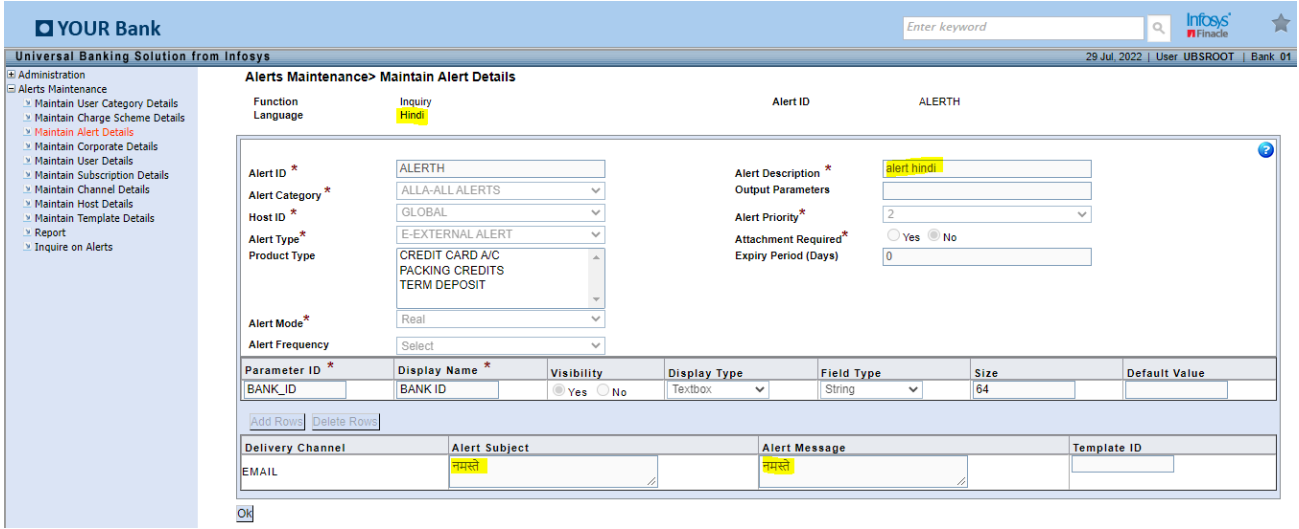 YOUR Bank
Enter keyword
Infosys
Finacle
Universal Banking Solution from Infosys
29 Jul, 2022 | User UBSROOT | Bank 01
Administration
Alerts Maintenance
Maintain User Category Details
Maintain Charge Scheme Details
Maintain Alert Details
Maintain Corporate Details
Maintain User Details
Maintain Subscription Details
Maintain Channel Details
Maintain Host Details
Maintain Template Details
Report
Inquire on Alerts
Alerts Maintenance> Maintain Alert Details
Function Inquiry Alert ID ALERTH
Language Hindi
Alert ID * ALERTH Alert Description * alert hindi
Alert Category * ALLA-ALL ALERTS Output Parameters
Host ID * GLOBAL Alert Priority* 2
Alert Type* E-EXTERNAL ALERT Attachment Required* Yes No
Product Type CREDIT CARD A/C Expiry Period (Days) 0
PACKING CREDITS
TERM DEPOSIT
Alert Mode* Real
Alert Frequency Select
Parameter ID * Display Name * Visibility Display Type Field Type Size Default Value
BANK_ID BANK ID Yes No Textbox String 64
Add Rows Delete Rows
Delivery Channel Alert Subject Alert Message Template ID
EMAIL नमस्ते नमस्ते
Ok